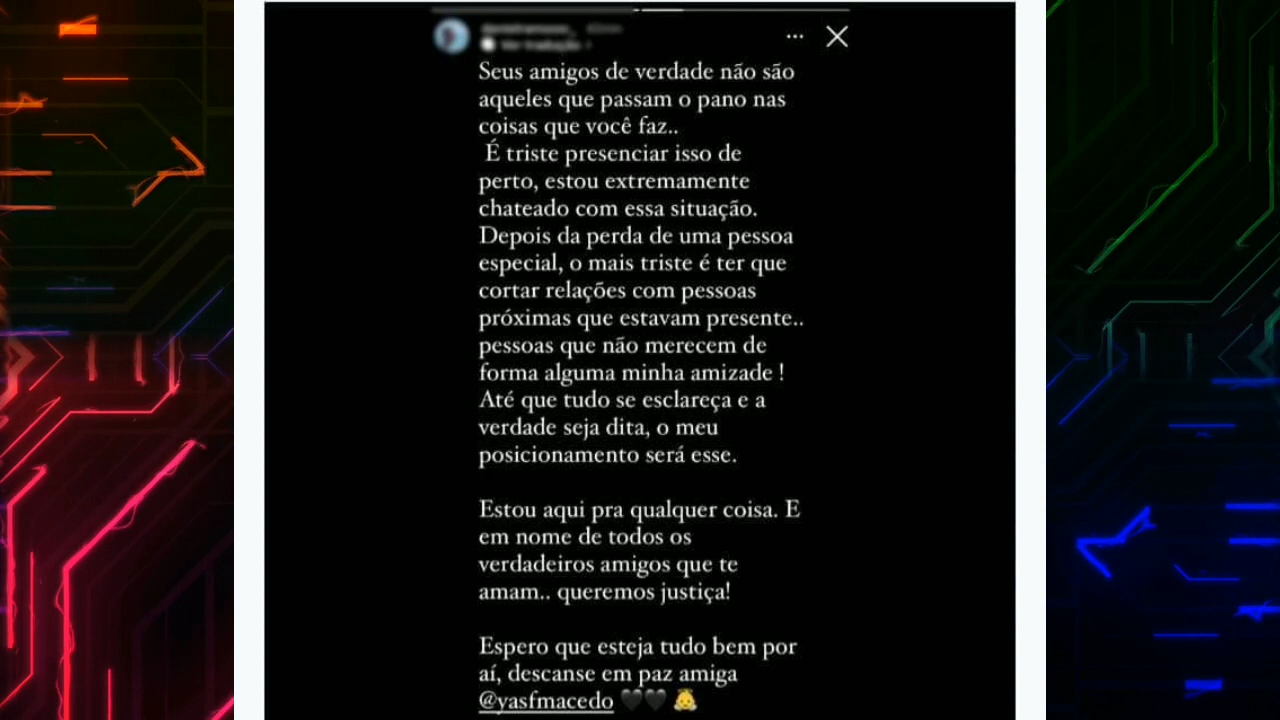 Seus amigos de verdade não são
aqueles que passam o pano nas
coisas que você faz..
É triste presenciar isso de
perto, estou extremamente
chateado com essa situação.
Depois da perda de uma pessoa
especial, o mais triste é ter que
cortar relações com pessoas
próximas que estavam presente..
pessoas que não merecem de
forma alguma minha amizade !
Até que tudo se esclareça e a
verdade seja dita, o meu
posicionamento será esse.
Estou aqui pra qualquer coisa. E
em nome de todos os
verdadeiros amigos que te
amam.. queremos justiça!
Espero que esteja tudo bem por
aí, descanse em paz amiga
@yasfmacedo 🖤🖤 👼